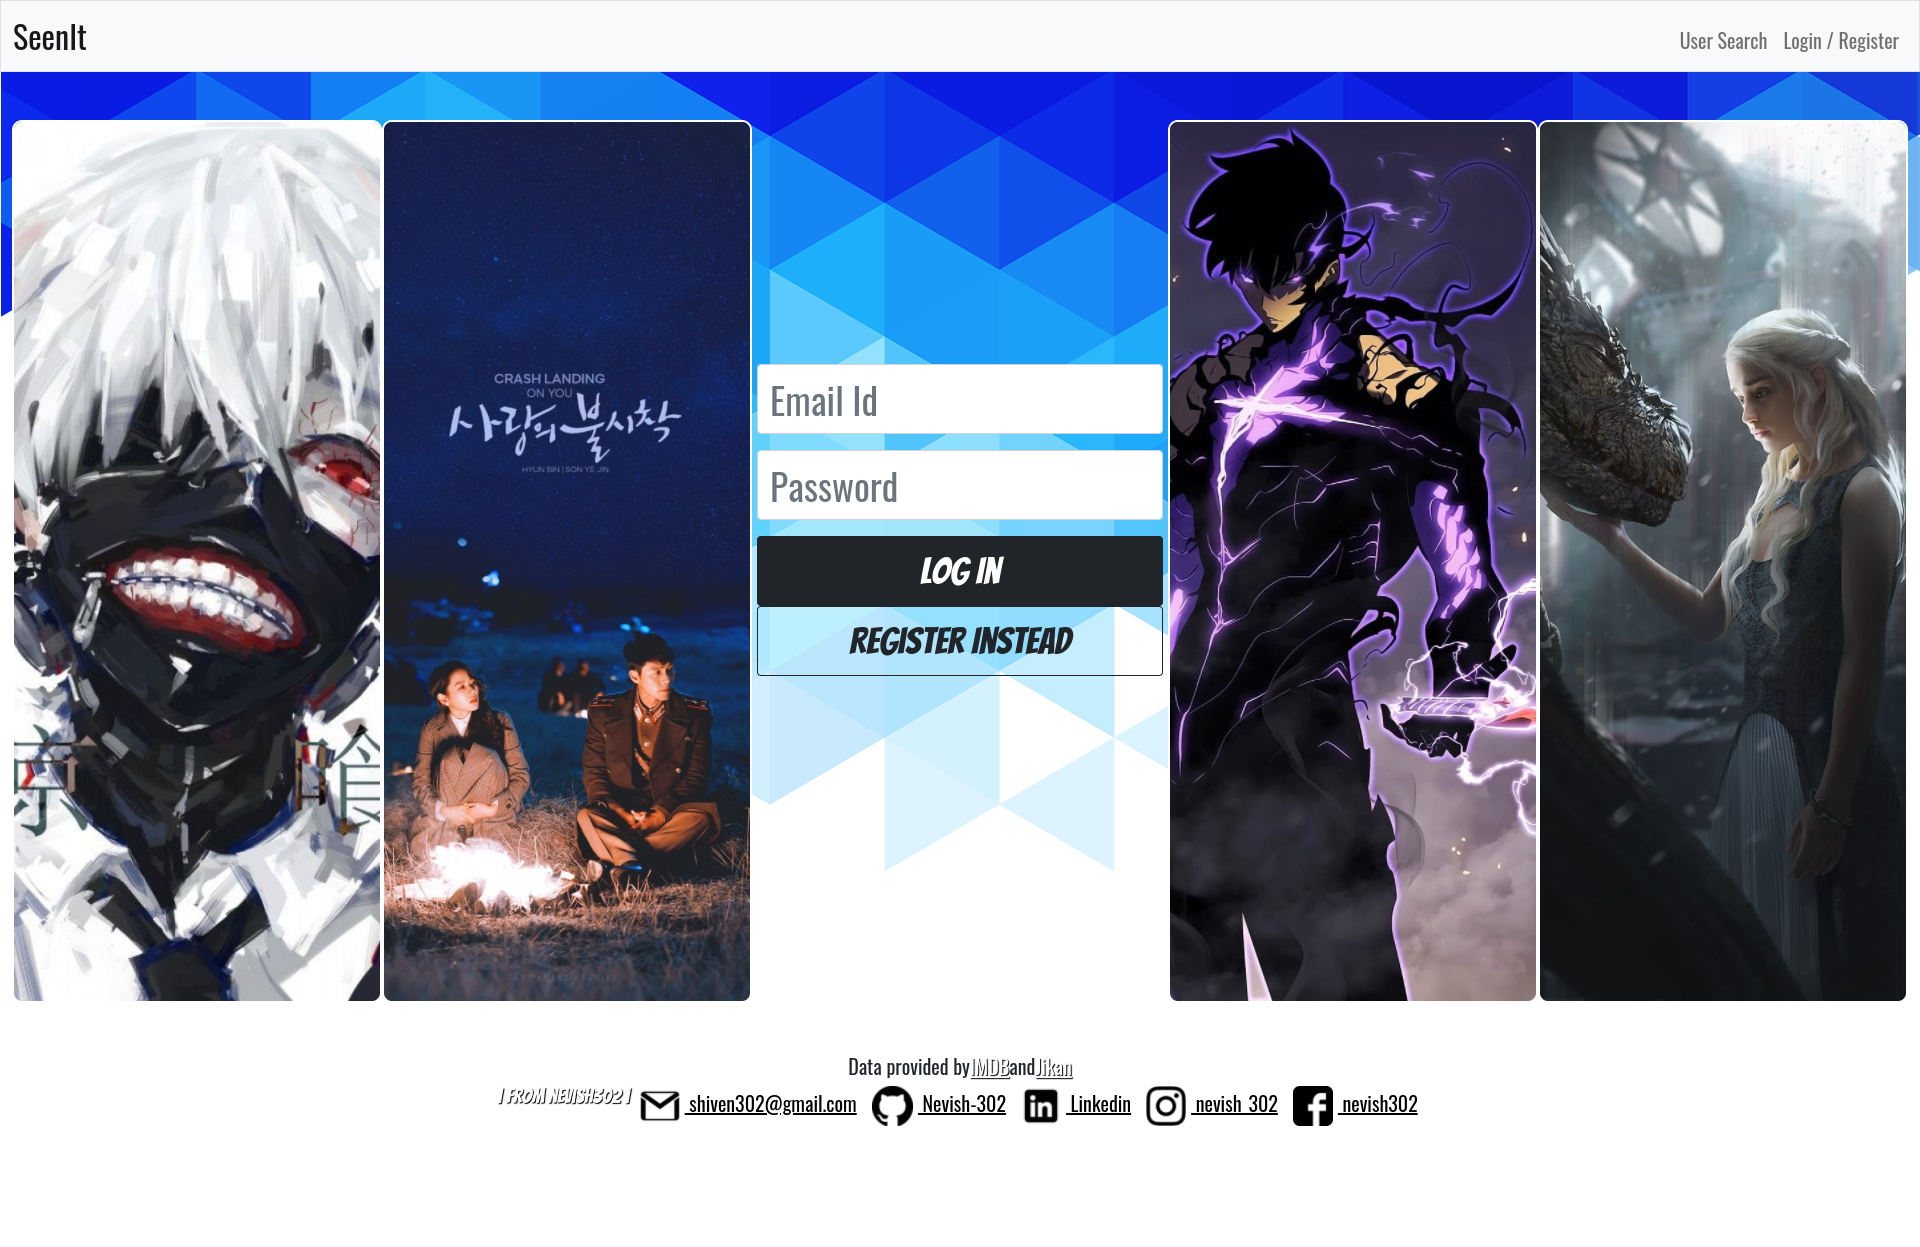 SeenIt
User Search
Login / Register
CRASH LANDING
ON YOU
사랑의 불시착
HYUN BIN | SON YE JIN
Email Id
Password
LOG IN
REGISTER INSTEAD
京
喰
Data provided by IMDB and Jikan
! FROM NEVISH302 ! shiven302@gmail.com Nevish-302 Linkedin nevish_302 nevish302